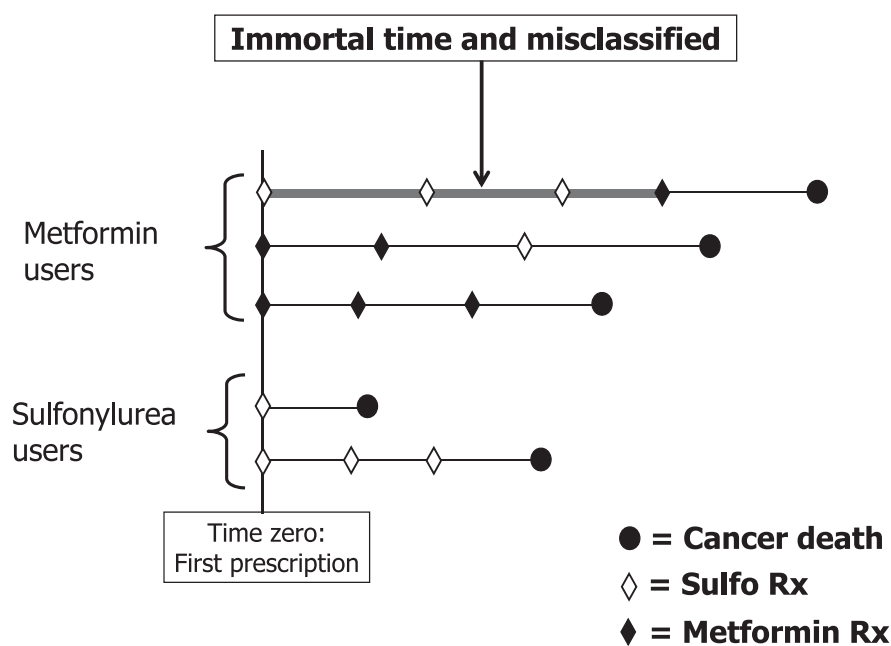 Immortal time and misclassified
Metformin
users
Sulfonylurea
users
Time zero:
First prescription
= Cancer death
= Sulfo Rx
= Metformin Rx